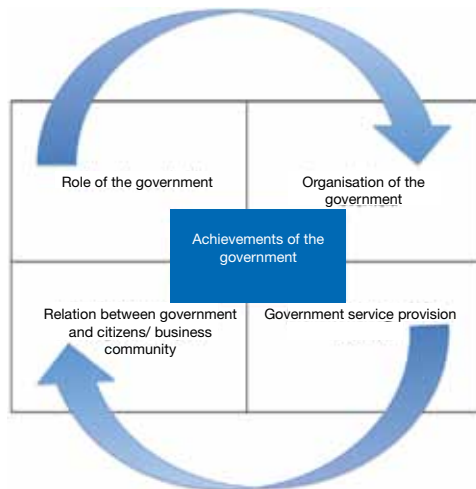 Role of the government
Organisation of the
government
Achievements of the
government
Relation between government
and citizens/ business
community
Government service provision